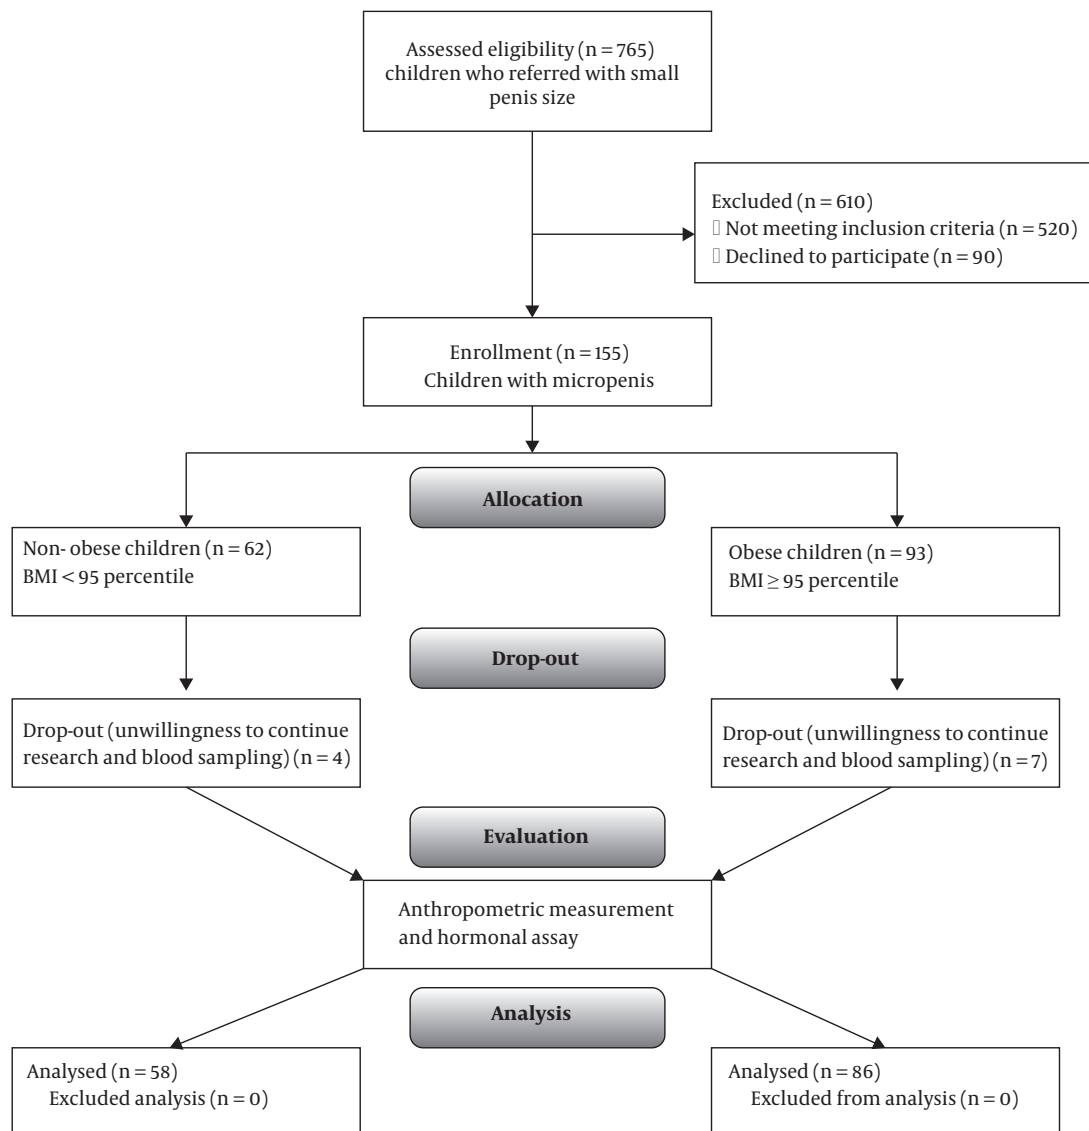 Assessed eligibility (n = 765)
children who referred with small
penis size
Excluded (n = 610)
▯ Not meeting inclusion criteria (n = 520)
▯ Declined to participate (n = 90)
Enrollment (n = 155)
Children with micropenis
Allocation
Non- obese children (n = 62)
BMI < 95 percentile
Obese children (n = 93)
BMI ≥ 95 percentile
Drop-out
Drop-out (unwillingness to continue
research and blood sampling) (n = 4)
Drop-out (unwillingness to continue
research and blood sampling) (n = 7)
Evaluation
Anthropometric measurement
and hormonal assay
Analysis
Analysed (n = 58)
Excluded analysis (n = 0)
Analysed (n = 86)
Excluded from analysis (n = 0)